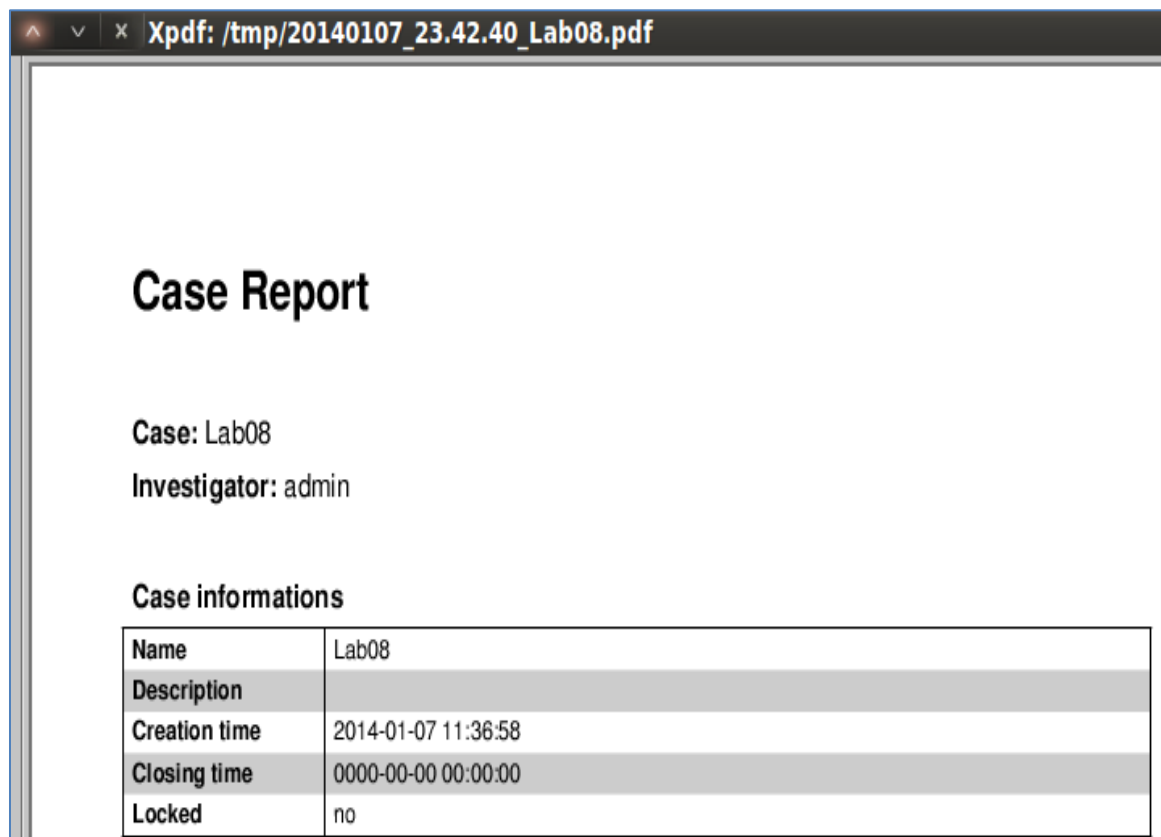 Xpdf: /tmp/20140107_23.42.40_Lab08.pdf
Case Report
Case: Lab08
Investigator: admin
Case informations
Name Lab08
Description
Creation time 2014-01-07 11:36:58
Closing time 0000-00-00 00:00:00
Locked no